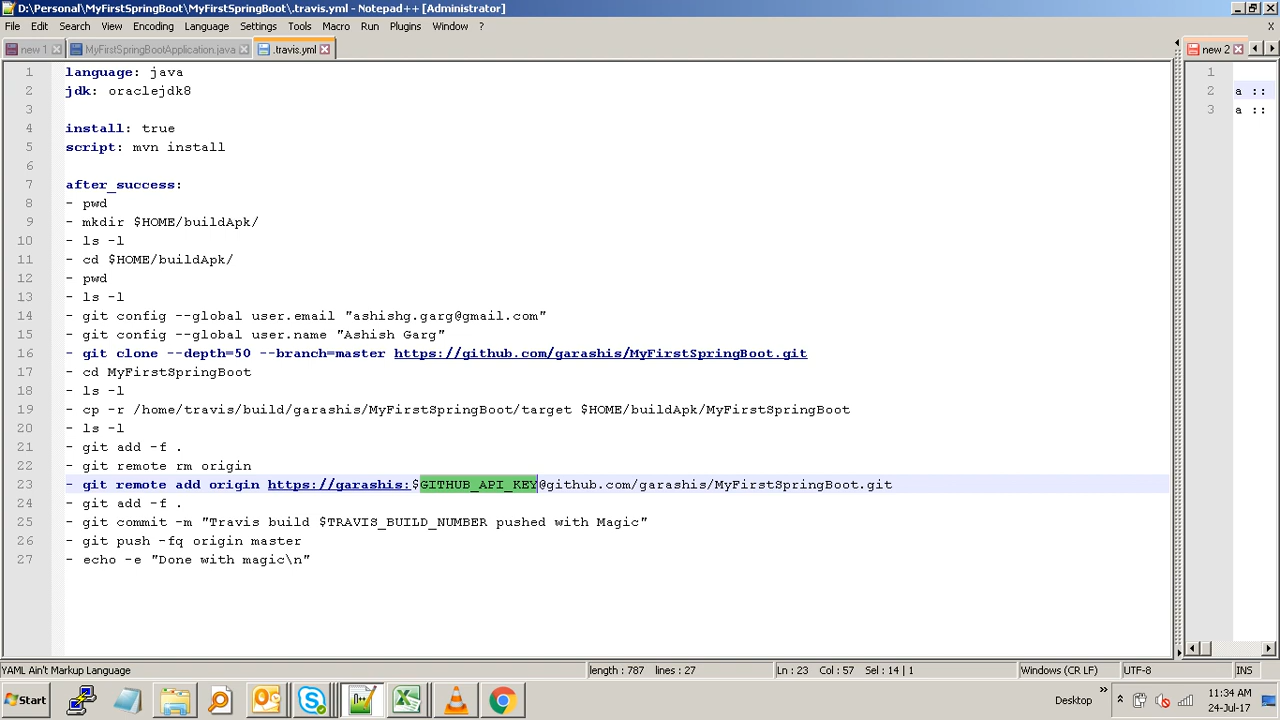 D:\Personal\MyFirstSpringBoot\MyFirstSpringBoot\.travis.yml - Notepad++ [Administrator]
File Edit Search View Encoding Language Settings Tools Macro Run Plugins Window ? X
new 1 MyFirstSpringBootApplication.java .travis.yml new 2
1 language: java 1
2 jdk: oraclejdk8 2 a ::
3 3 a ::
4 install: true
5 script: mvn install
6
7 after_success:
8 - pwd
9 - mkdir $HOME/buildApk/
10 - ls -l
11 - cd $HOME/buildApk/
12 - pwd
13 - ls -l
14 - git config --global user.email "ashishg.garg@gmail.com"
15 - git config --global user.name "Ashish Garg"
16 - git clone --depth=50 --branch=master https://github.com/garashis/MyFirstSpringBoot.git
17 - cd MyFirstSpringBoot
18 - ls -l
19 - cp -r /home/travis/build/garashis/MyFirstSpringBoot/target $HOME/buildApk/MyFirstSpringBoot
20 - ls -l
21 - git add -f .
22 - git remote rm origin
23 - git remote add origin https://garashis:$GITHUB_API_KEY@github.com/garashis/MyFirstSpringBoot.git
24 - git add -f .
25 - git commit -m "Travis build $TRAVIS_BUILD_NUMBER pushed with Magic"
26 - git push -fq origin master
27 - echo -e "Done with magic\n"
YAML Ain't Markup Language length : 787 lines : 27 Ln : 23 Col : 57 Sel : 14 | 1 Windows (CR LF) UTF-8 INS
Start Desktop 11:34 AM
24-Jul-17